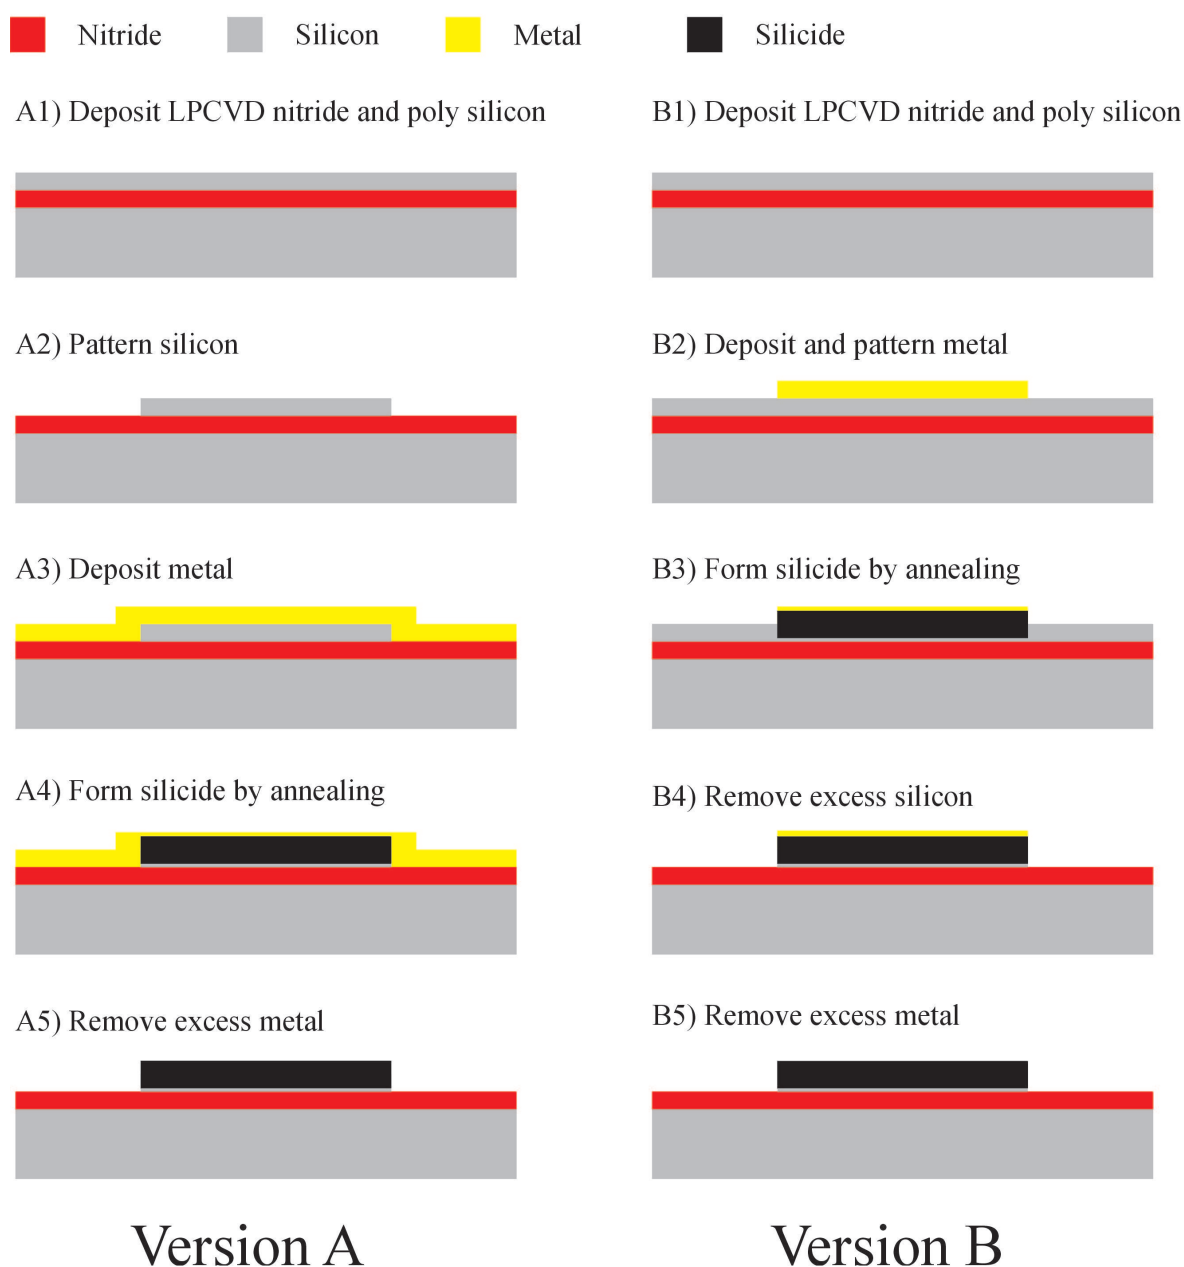 Nitride Silicon Metal Silicide
A1) Deposit LPCVD nitride and poly silicon
B1) Deposit LPCVD nitride and poly silicon
A2) Pattern silicon
B2) Deposit and pattern metal
A3) Deposit metal
B3) Form silicide by annealing
A4) Form silicide by annealing
B4) Remove excess silicon
A5) Remove excess metal
B5) Remove excess metal
Version A
Version B